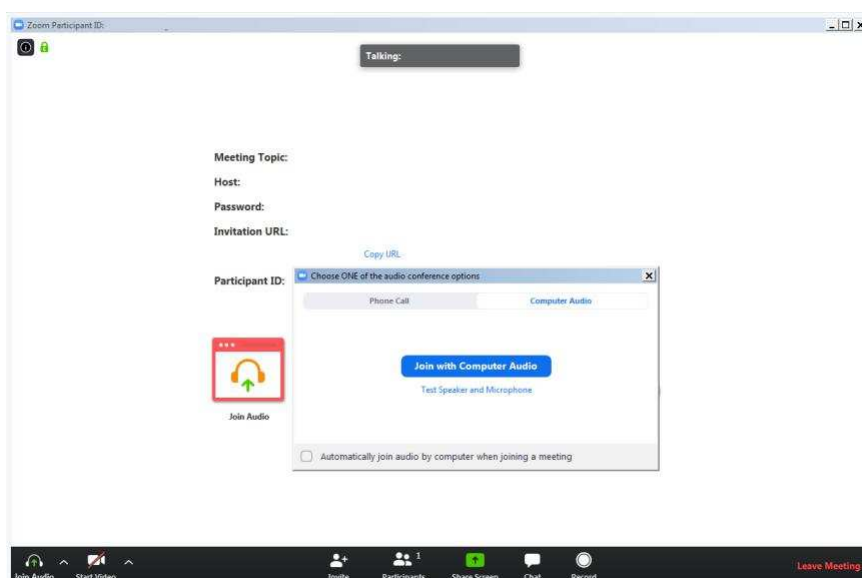 Zoom Participant ID:
Talking:
Meeting Topic:
Host:
Password:
Invitation URL:
Copy URL
Participant ID:
Choose ONE of the audio conference options
Phone Call
Computer Audio
Join with Computer Audio
Test Speaker and Microphone
Join Audio
Automatically join audio by computer when joining a meeting
1
Join Audio
Start Video
Invite
Participants
Share Screen
Chat
Record
Leave Meeting